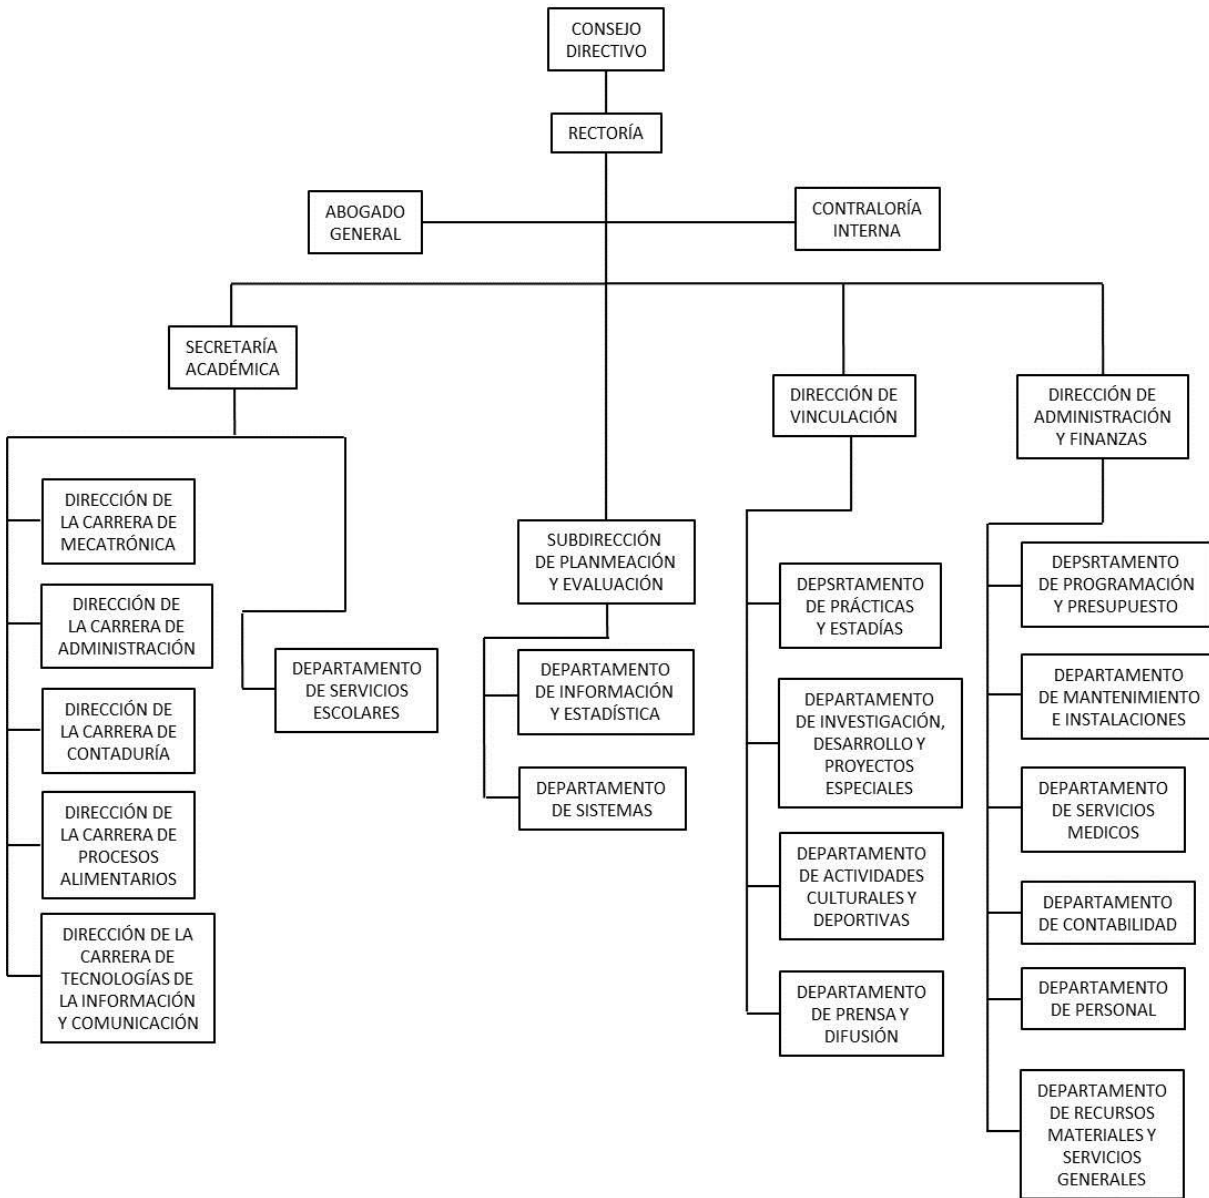 CONSEJO
DIRECTIVO
RECTORÍA
ABOGADO
GENERAL
CONTRALORÍA
INTERNA
SECRETARÍA
ACADÉMICA
DIRECCIÓN DE
LA CARRERA DE
MECATRÓNICA
DIRECCIÓN DE
LA CARRERA DE
ADMINISTRACIÓN
DIRECCIÓN DE
LA CARRERA DE
CONTADURÍA
DIRECCIÓN DE
LA CARRERA DE
PROCESOS
ALIMENTARIOS
DIRECCIÓN DE LA
CARRERA DE
TECNOLOGÍAS DE
LA INFORMACIÓN
Y COMUNICACIÓN
DEPARTAMENTO
DE SERVICIOS
ESCOLARES
SUBDIRECCIÓN
DE PLANMEACIÓN
Y EVALUACIÓN
DEPARTAMENTO
DE INFORMACIÓN
Y ESTADÍSTICA
DEPARTAMENTO
DE SISTEMAS
DIRECCIÓN DE
VINCULACIÓN
DEPSRTAMENTO
DE PRÁCTICAS
Y ESTADÍAS
DEPARTAMENTO
DE INVESTIGACIÓN,
DESARROLLO Y
PROYECTOS
ESPECIALES
DEPARTAMENTO
DE ACTIVIDADES
CULTURALES Y
DEPORTIVAS
DEPARTAMENTO
DE PRENSA Y
DIFUSIÓN
DIRECCIÓN DE
ADMINISTRACIÓN
Y FINANZAS
DEPSRTAMENTO
DE PROGRAMACIÓN
Y PRESUPUESTO
DEPARTAMENTO
DE MANTENIMIENTO
E INSTALACIONES
DEPARTAMENTO
DE SERVICIOS
MEDICOS
DEPARTAMENTO
DE CONTABILIDAD
DEPARTAMENTO
DE PERSONAL
DEPARTAMENTO
DE RECURSOS
MATERIALES Y
SERVICIOS
GENERALES